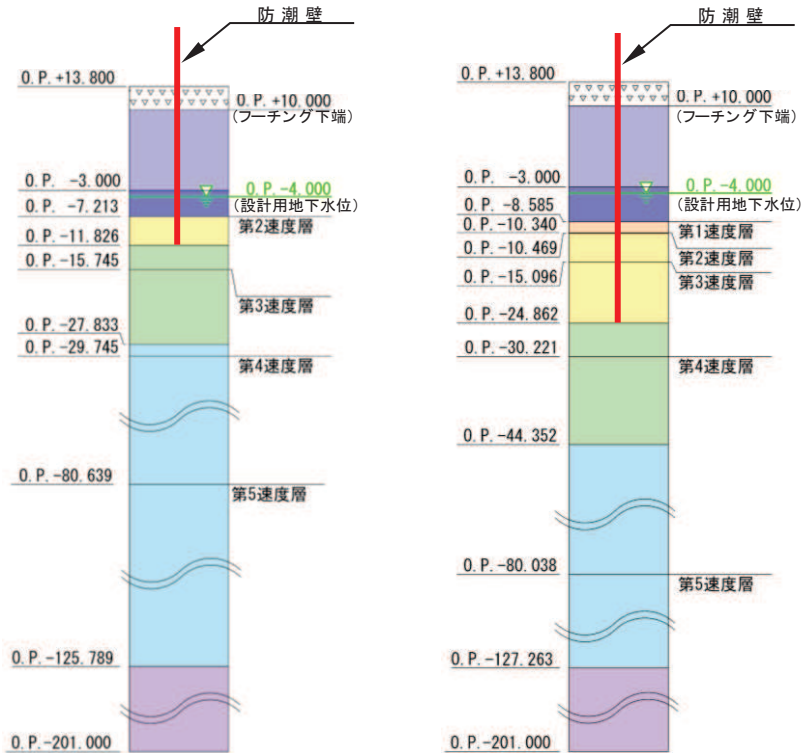 防潮壁
O.P.+13.800
O.P.+10.000
(フーチング下端)
O.P. -3.000
O.P.-4.000
(設計用地下水位)
O.P. -7.213
第2速度層
O.P.-11.826
O.P.-15.745
第3速度層
O.P.-27.833
O.P.-29.745
第4速度層
O.P.-80.639
第5速度層
O.P.-125.789
O.P.-201.000
防潮壁
O.P.+13.800
O.P.+10.000
(フーチング下端)
O.P. -3.000
O.P.-4.000
(設計用地下水位)
O.P. -8.585
第1速度層
O.P.-10.340
第2速度層
O.P.-10.469
第3速度層
O.P.-15.096
O.P.-24.862
O.P.-30.221
第4速度層
O.P.-44.352
O.P.-80.038
第5速度層
O.P.-127.263
O.P.-201.000